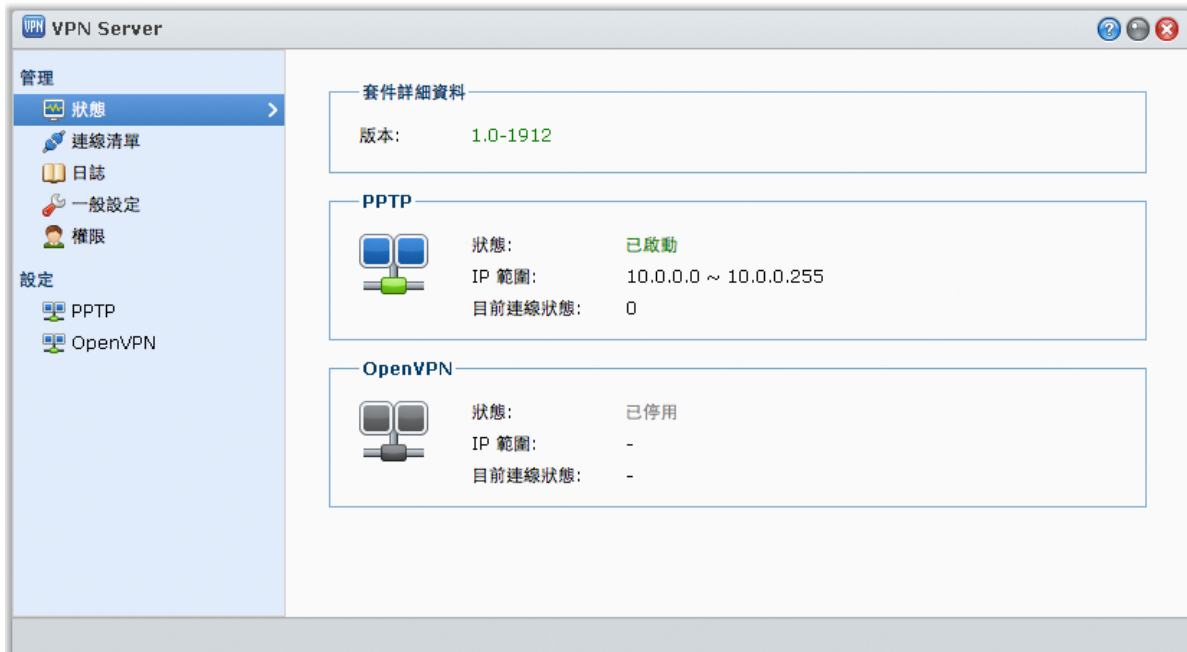 VPN VPN Server
管理
狀態
連線清單
日誌
一般設定
權限
設定
PPTP
OpenVPN
套件詳細資料
版本: 1.0-1912
PPTP
狀態: 已啟動
IP 範圍: 10.0.0.0 ~ 10.0.0.255
目前連線狀態: 0
OpenVPN
狀態: 已停用
IP 範圍: -
目前連線狀態: -